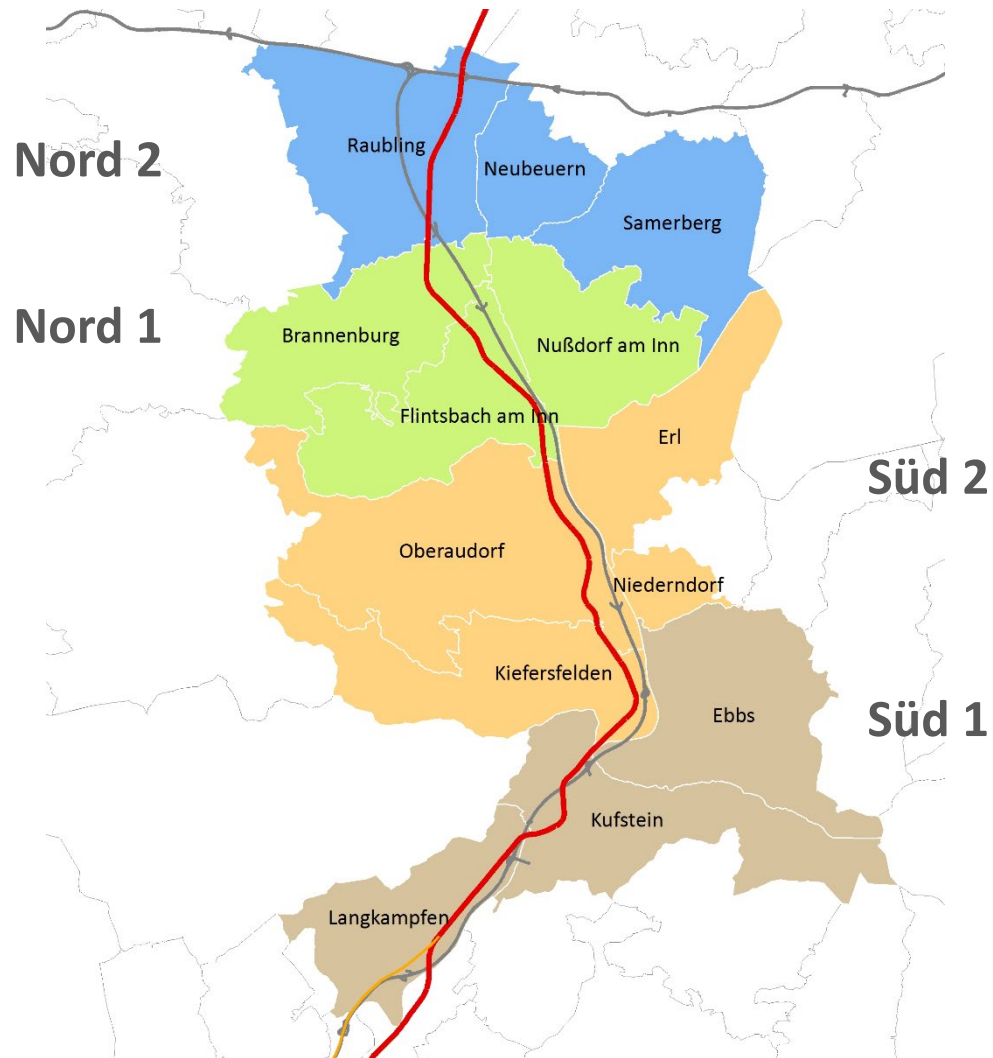 Nord 2
Raubling
Neubeuern
Samerberg
Nord 1
Brannenburg
Nußdorf am Inn
Flintsbach am Inn
Erl
Süd 2
Oberaudorf
Niederndorf
Kiefersfelden
Ebbs
Süd 1
Kufstein
Langkampfen